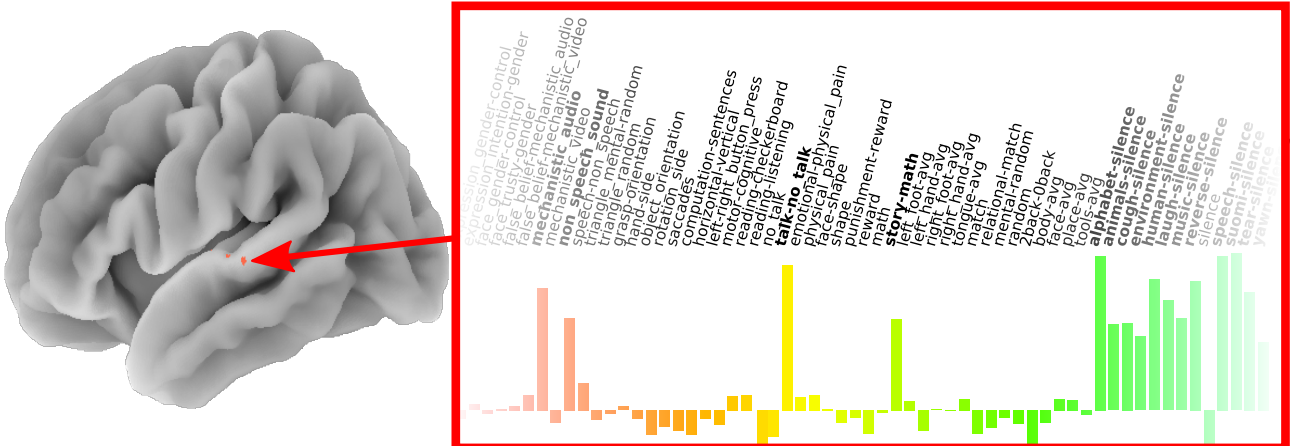 expression_gender-control
expression_intention-gender
face_gender-control
face_trusty-gender
false_belief-mechanistic_audio
false_belief-mechanistic_video
mechanistic_audio
mechanistic_video
non_speech_sound
speech-non_speech
triangle_mental-random
triangle_random
grasp-orientation
hand-side
object_orientation
rotation_side
saccades
computation-sentences
horizontal-vertical
left-right_button_press
motor-cognitive
reading-checkerboard
reading-listening
no_talk
talk-no_talk
emotional-physical_pain
physical_pain
face-shape
shape
punishment-reward
reward
math
story-math
left_foot-avg
left_hand-avg
right_foot-avg
right_hand-avg
tongue-avg
match
relational-match
mental-random
random
2back-0back
body-avg
face-avg
place-avg
tools-avg
alphabet-silence
animals-silence
cough-silence
environ-silence
human-silence
laugh-silence
environment-silence
music-silence
reverse-silence
silence
speech-silence
suomi-silence
tear-silence